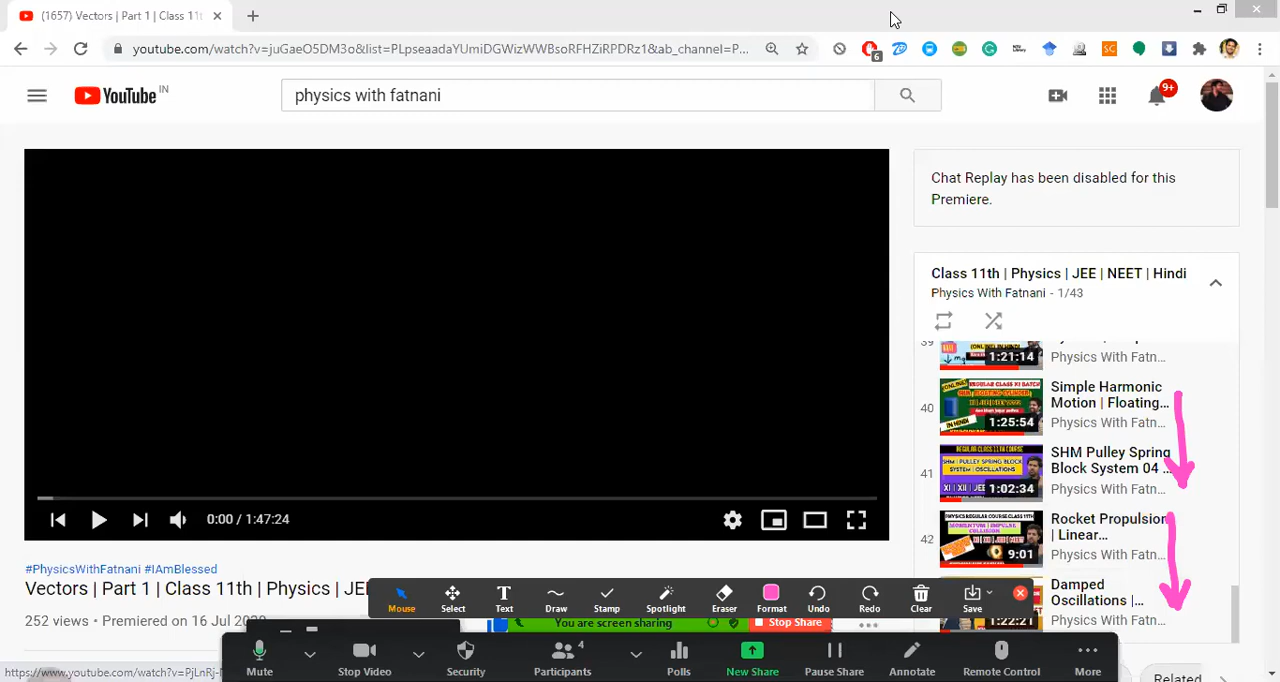 (1657) Vectors | Part 1 | Class 11t
youtube.com/watch?v=juGaeO5DM3o&list=PLpseaadaYUmiDGWizWWBsoRFHZiRPDRz1&ab_channel=P...
6
SC
YouTube IN
physics with fatnani
9+
Chat Replay has been disabled for this
Premiere.
Class 11th | Physics | JEE | NEET | Hindi
Physics With Fatnani - 1/43
39
1:21:14
Physics With Fatn...
40
1:25:54
Simple Harmonic
Motion | Floating...
Physics With Fatn...
41
SHM | PULLEY SPRING
1:02:34
SHM Pulley Spring
Block System 04 ...
Physics With Fatn...
42
9:01
Rocket Propulsion
| Linear...
Physics With Fatn...
1:22:21
Damped
Oscillations |...
Physics With Fatn...
0:00 / 1:47:24
#PhysicsWithFatnani #IAmBlessed
Vectors | Part 1 | Class 11th | Physics | JE
252 views • Premiered on 16 Jul
Mouse Select Text Draw Stamp Spotlight Eraser Format Undo Redo Clear Save
You are screen sharing Stop Share
4
Mute Stop Video Security Participants Polls New Share Pause Share Annotate Remote Control More
https://www.youtube.com/watch?v=PjLnRj-
Related